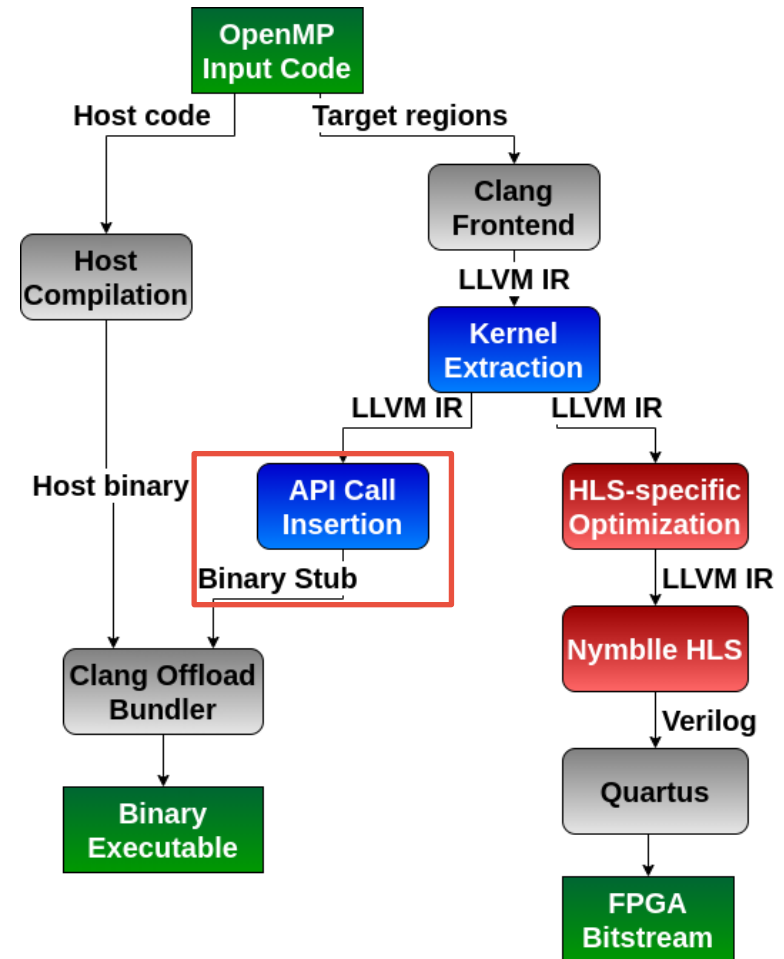 OpenMP
Input Code
Host code
Target regions
Clang
Frontend
Host
Compilation
LLVM IR
Kernel
Extraction
LLVM IR
LLVM IR
Host binary
API Call
Insertion
HLS-specific
Optimization
Binary Stub
LLVM IR
Clang Offload
Bundler
Nymblle HLS
Verilog
Quartus
Binary
Executable
FPGA
Bitstream